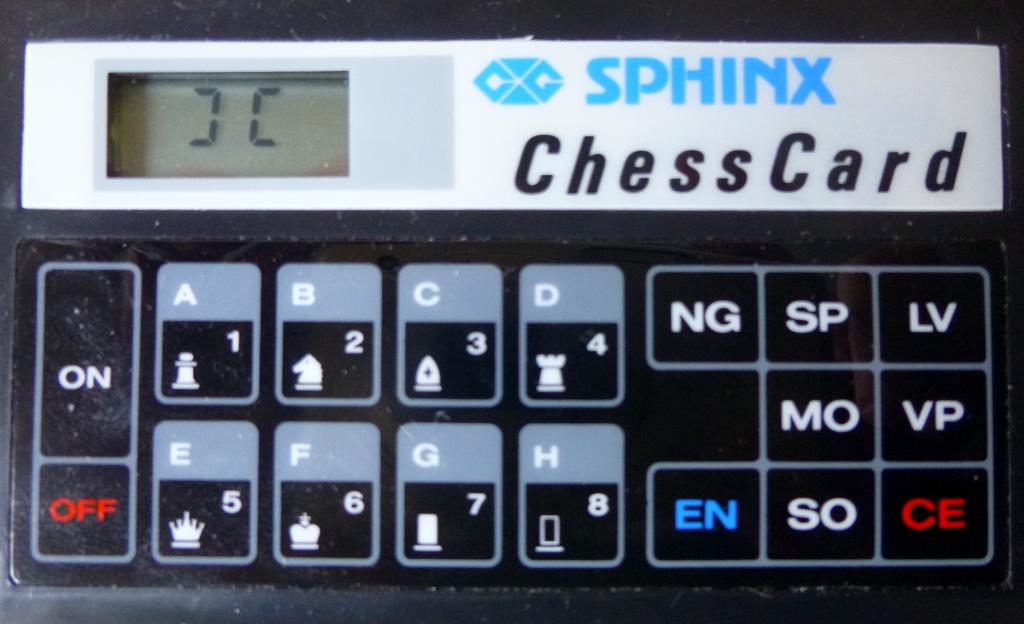 SPHINX
ChessCard
ON
OFF
A 1
B 2
C 3
D 4
E 5
F 6
G 7
H 8
NG SP LV
MO VP
EN SO CE